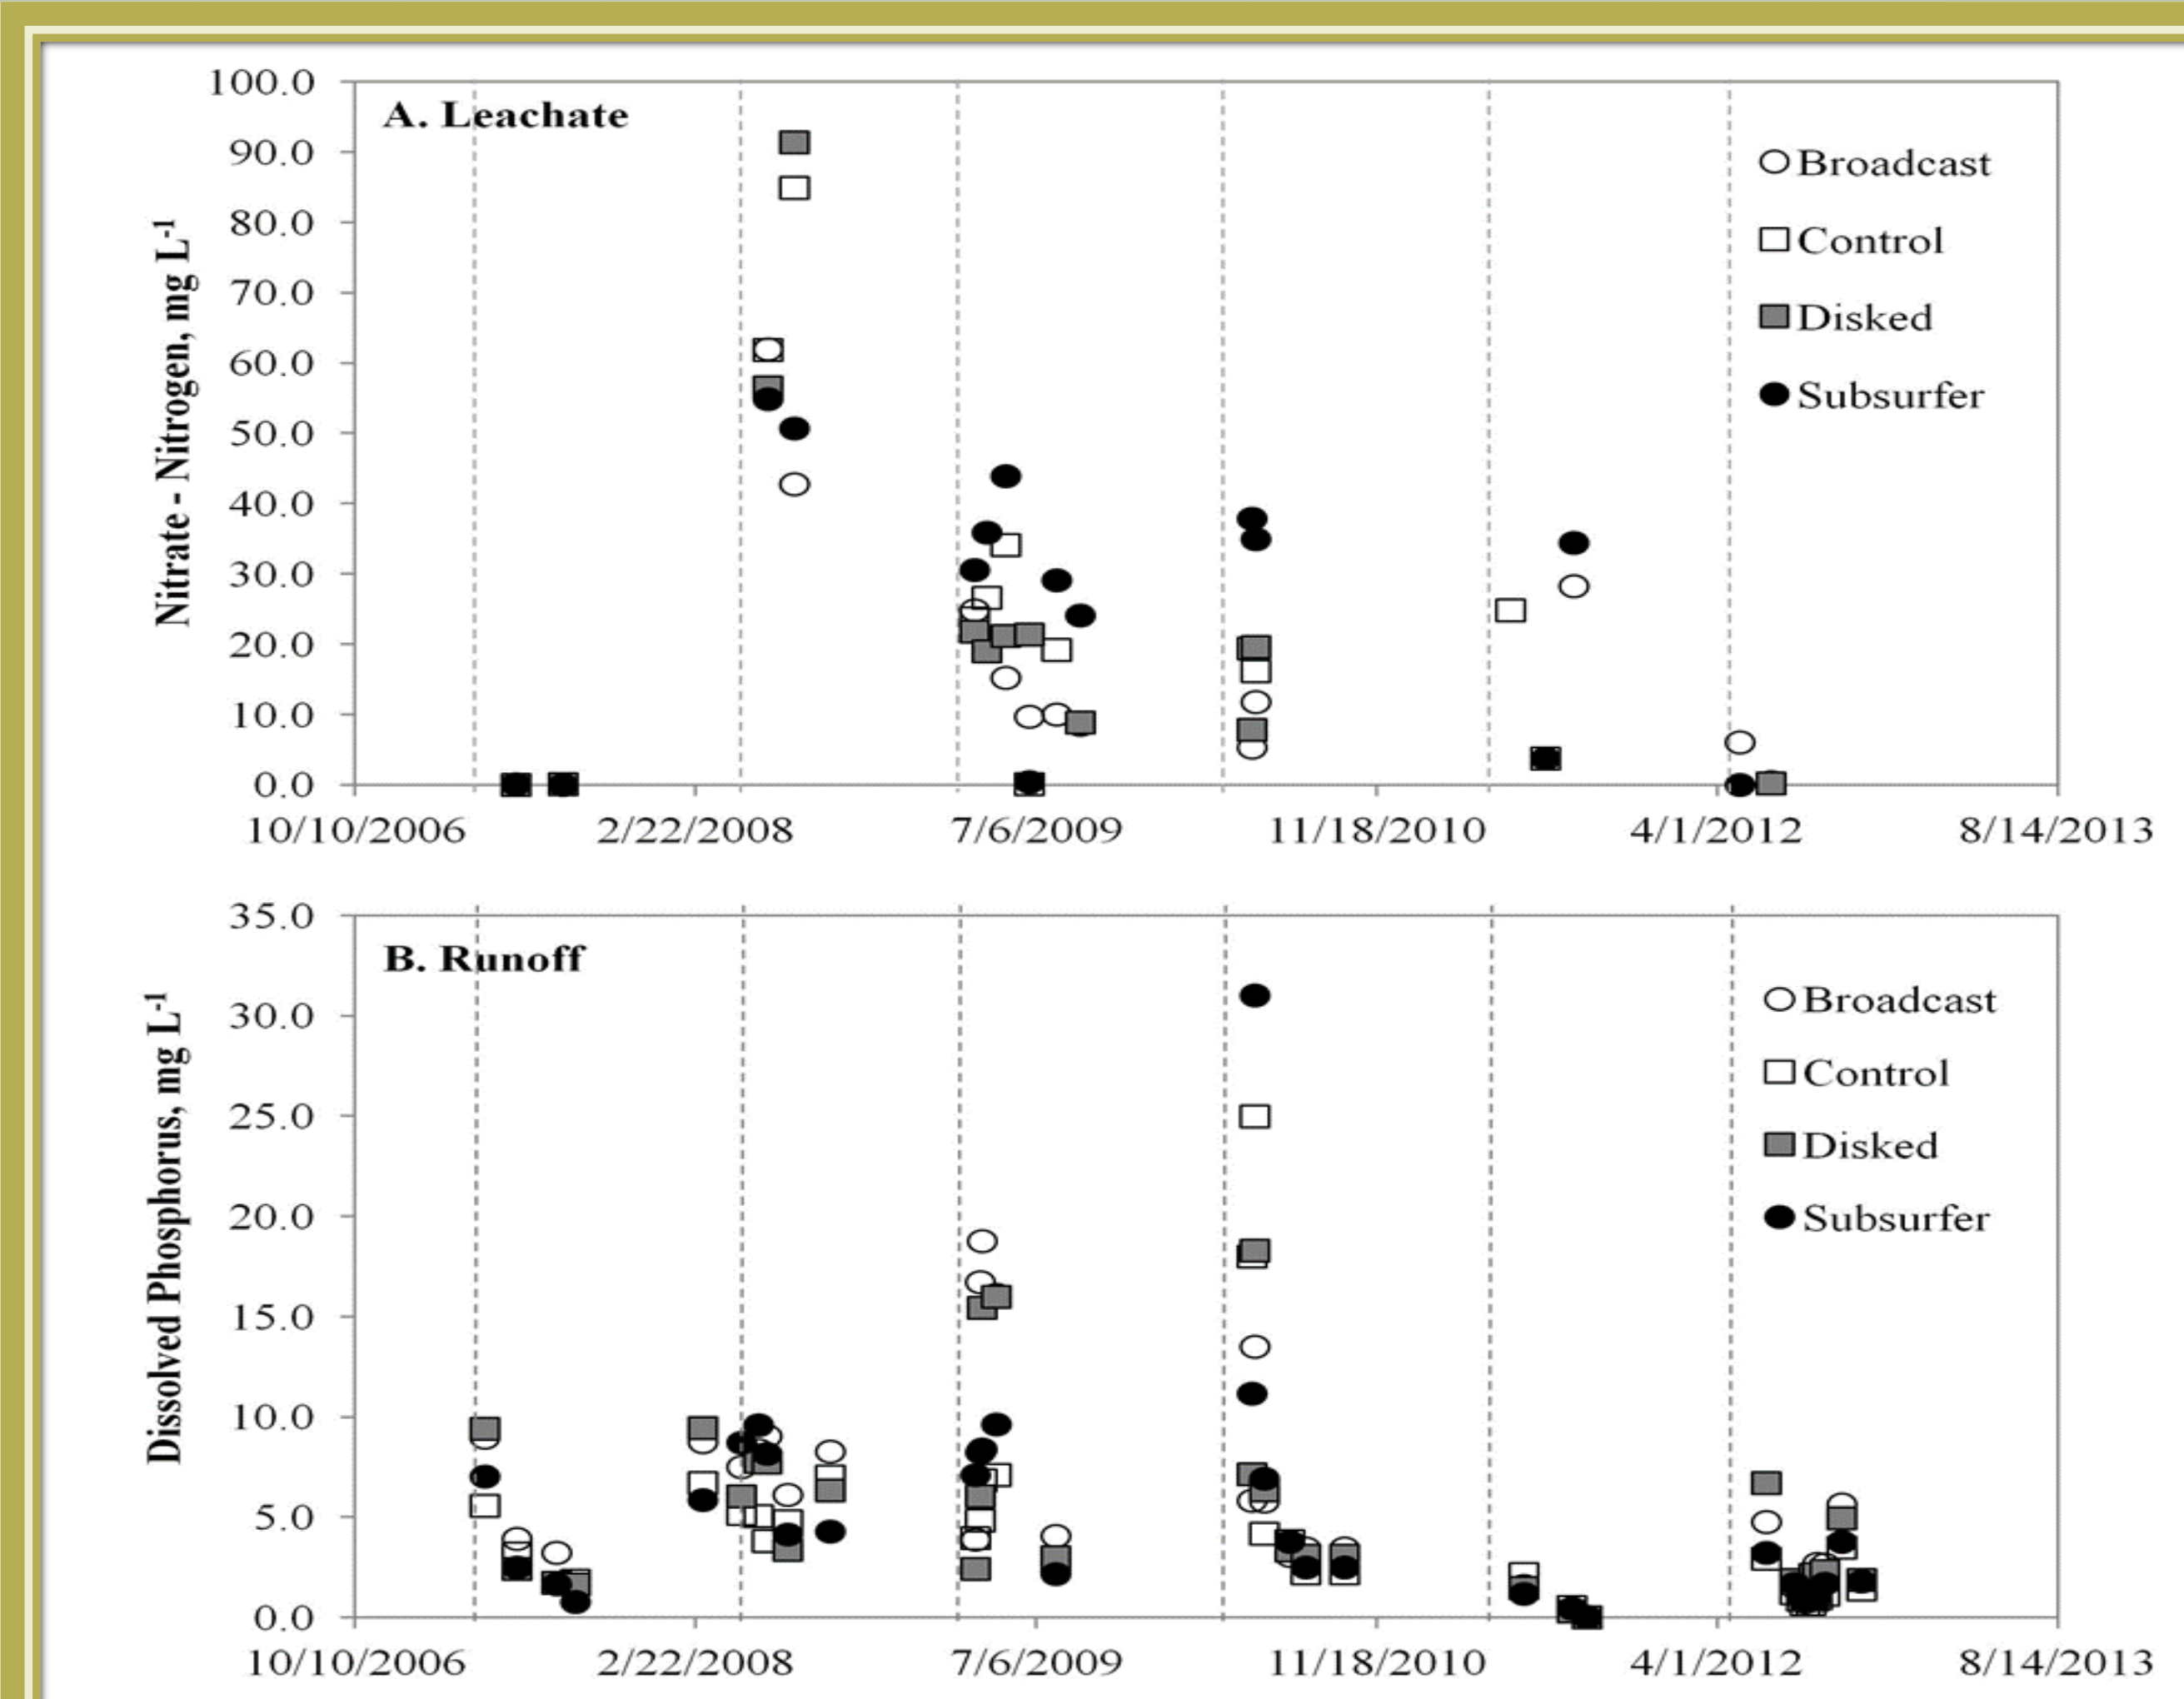 100.0
A. Leachate
90.0
80.0
70.0
60.0
50.0
40.0
30.0
20.0
10.0
0.0
Nitrate - Nitrogen, mg L-1
Broadcast
Control
Disked
Subsurfer
10/10/2006 2/22/2008 7/6/2009 11/18/2010 4/1/2012 8/14/2013
35.0
B. Runoff
30.0
25.0
20.0
15.0
10.0
5.0
0.0
Dissolved Phosphorus, mg L-1
Broadcast
Control
Disked
Subsurfer
10/10/2006 2/22/2008 7/6/2009 11/18/2010 4/1/2012 8/14/2013